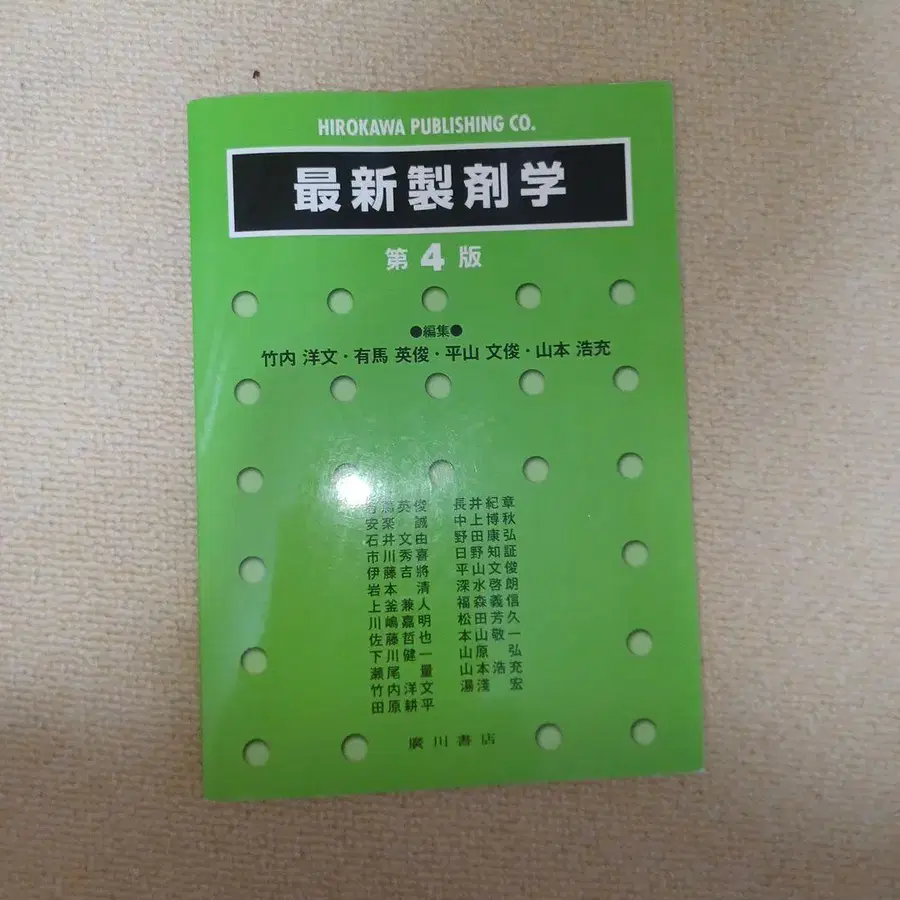 HIROKAWA PUBLISHING CO.
最新製剤学
第4版
●編集●
竹内 洋文・有馬 英俊・平山 文俊・山本 浩充
英俊
安楽 誠
石井文由
市川秀喜
伊藤吉將
岩本 清
上釜兼人
川嶋嘉明
佐藤哲也
下川健一
瀬尾 量
竹内洋文
田原耕平
長井紀章
中上博秋
野田康弘
日野知証
平山文俊
深水啓朗
福森義信
松田芳久
本山敬一
山原 弘
山本浩充
湯淺 宏
廣川書店